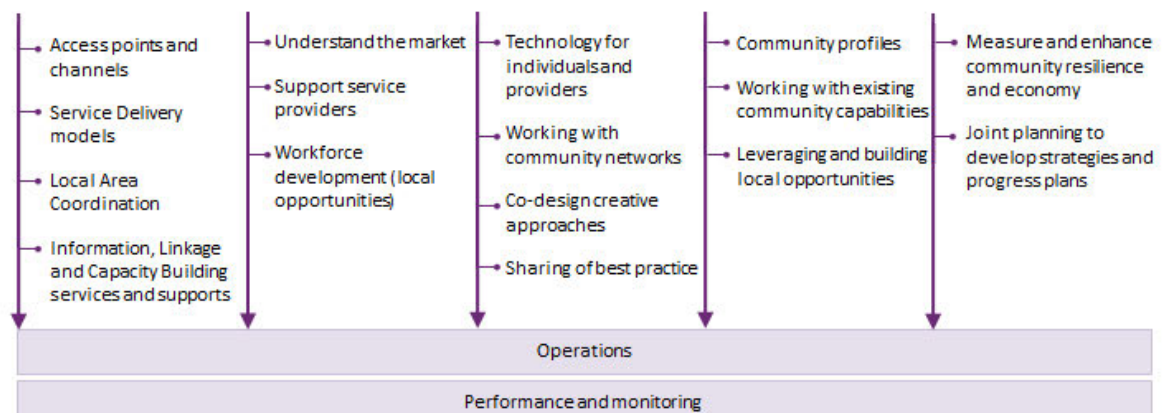 Access points and
channels
Service Delivery
models
Local Area
Coordination
Information, Linkage
and Capacity Building
services and supports
Understand the market
Support service
providers
Workforce
development (local
opportunities)
Technology for
individuals and
providers
Working with
community networks
Co-design creative
approaches
Sharing of best practice
Community profiles
Working with existing
community capabilities
Leveraging and building
local opportunities
Measure and enhance
community resilience
and economy
Joint planning to
develop strategies and
progress plans
Operations
Performance and monitoring